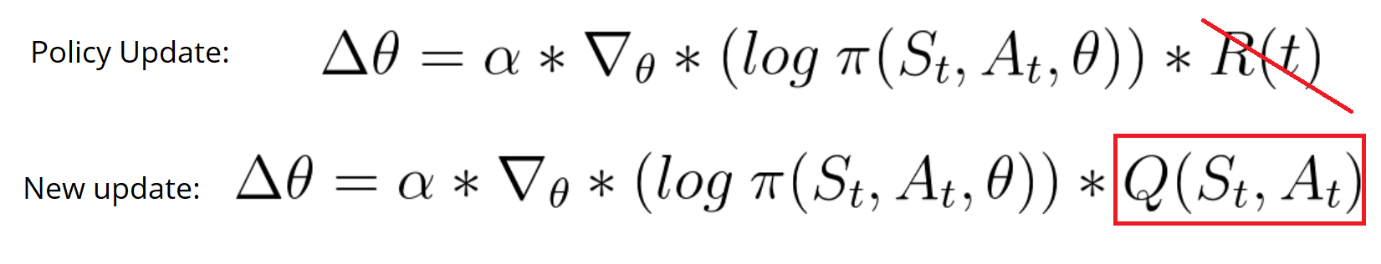 Policy Update: Δθ = α * ∇θ * (log π(St, At, θ)) * R(t)
New update: Δθ = α * ∇θ * (log π(St, At, θ)) * Q(St, At)